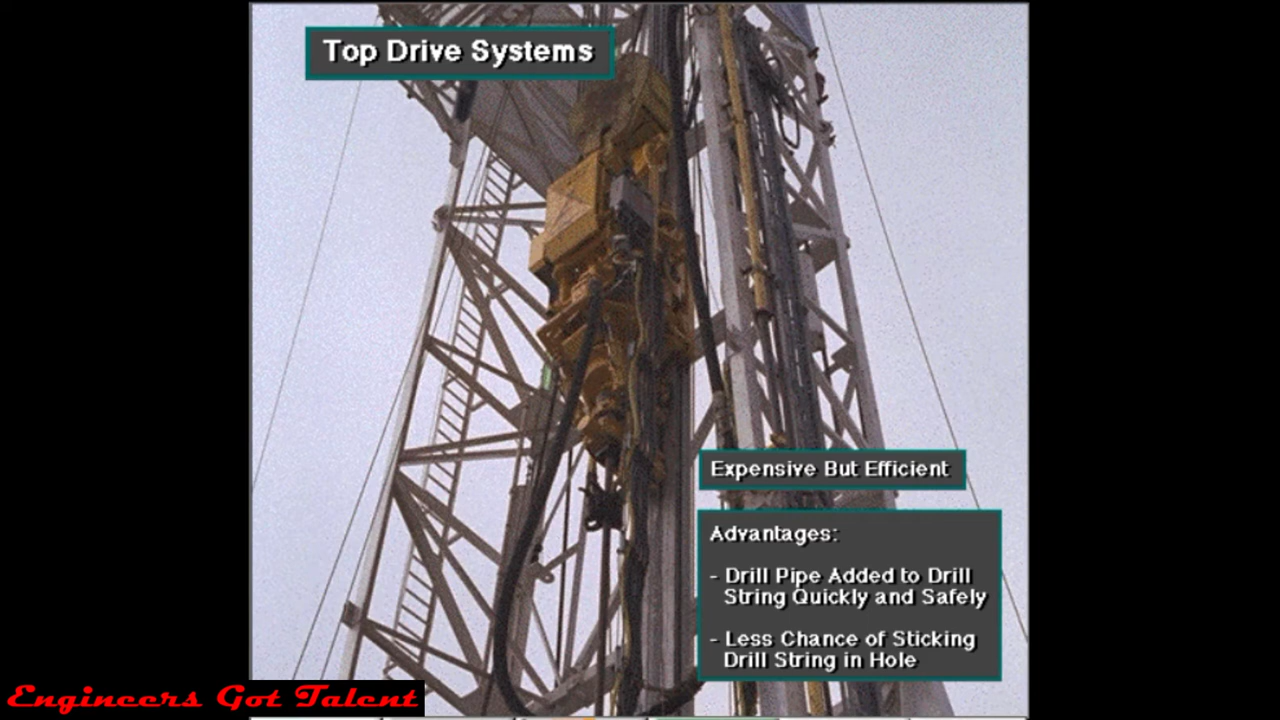 Top Drive Systems
Expensive But Efficient
Advantages:
- Drill Pipe Added to Drill
String Quickly and Safely
- Less Chance of Sticking
Drill String in Hole
Engineers Got Talent